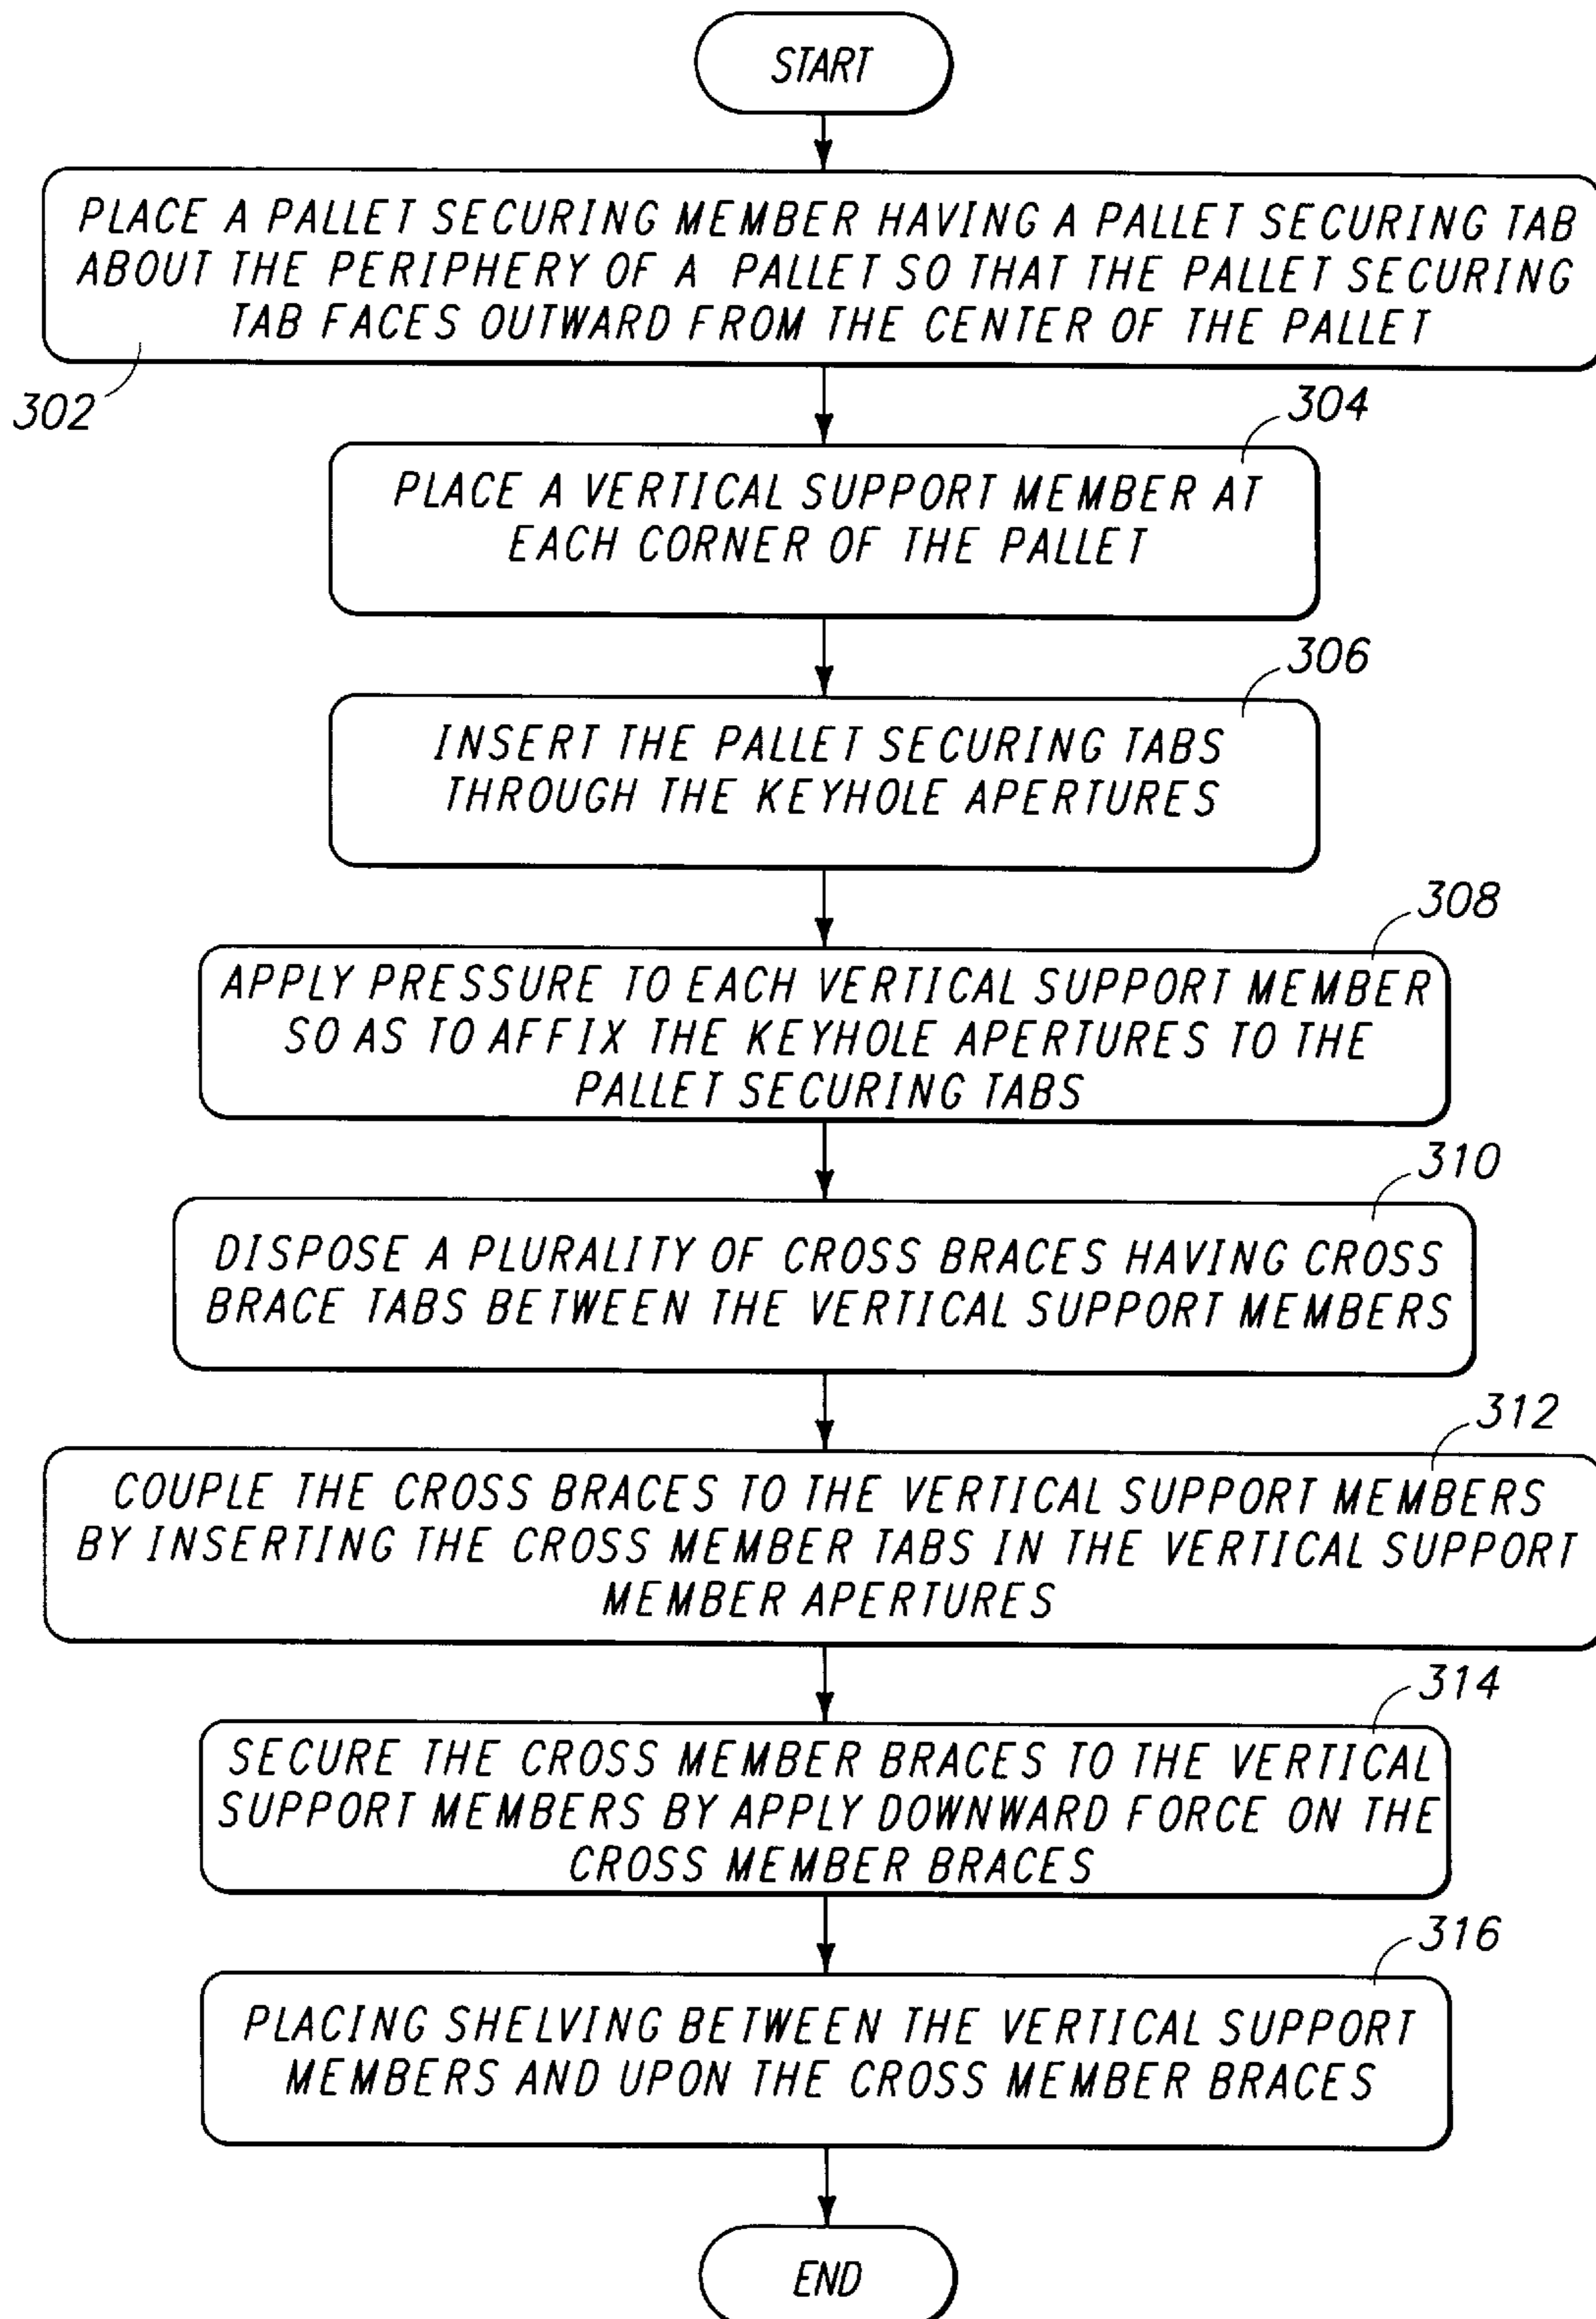 START
PLACE A PALLET SECURING MEMBER HAVING A PALLET SECURING TAB
ABOUT THE PERIPHERY OF A PALLET SO THAT THE PALLET SECURING
TAB FACES OUTWARD FROM THE CENTER OF THE PALLET
302
304
PLACE A VERTICAL SUPPORT MEMBER AT
EACH CORNER OF THE PALLET
306
INSERT THE PALLET SECURING TABS
THROUGH THE KEYHOLE APERTURES
308
APPLY PRESSURE TO EACH VERTICAL SUPPORT MEMBER
SO AS TO AFFIX THE KEYHOLE APERTURES TO THE
PALLET SECURING TABS
310
DISPOSE A PLURALITY OF CROSS BRACES HAVING CROSS
BRACE TABS BETWEEN THE VERTICAL SUPPORT MEMBERS
312
COUPLE THE CROSS BRACES TO THE VERTICAL SUPPORT MEMBERS
BY INSERTING THE CROSS MEMBER TABS IN THE VERTICAL SUPPORT
MEMBER APERTURES
314
SECURE THE CROSS MEMBER BRACES TO THE VERTICAL
SUPPORT MEMBERS BY APPLY DOWNWARD FORCE ON THE
CROSS MEMBER BRACES
316
PLACING SHELVING BETWEEN THE VERTICAL SUPPORT
MEMBERS AND UPON THE CROSS MEMBER BRACES
END